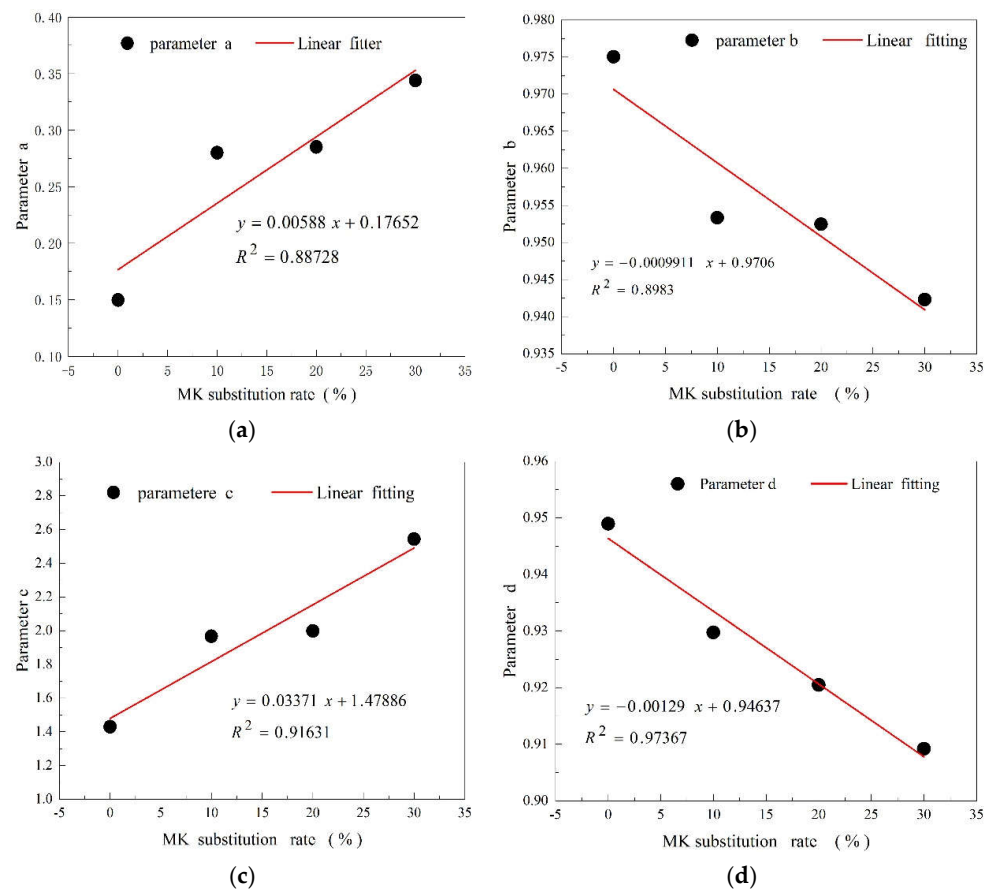 parameter a Linear fitter
0.40
0.35
0.30
0.25
0.20
0.15
0.10
Parameter a
y = 0.00588 x + 0.17652
R² = 0.88728
-5 0 5 10 15 20 25 30 35
MK substitution rate (%)
(a)
parameter b Linear fitting
0.980
0.975
0.970
0.965
0.960
0.955
0.950
0.945
0.940
0.935
Parameter b
y = −0.0009911 x + 0.9706
R² = 0.8983
-5 0 5 10 15 20 25 30 35
MK substitution rate (%)
(b)
parametere c Linear fitting
3.0
2.8
2.6
2.4
2.2
2.0
1.8
1.6
1.4
1.2
1.0
Parameter c
y = 0.03371 x + 1.47886
R² = 0.91631
-5 0 5 10 15 20 25 30 35
MK substitution rate (%)
(c)
Parameter d Linear fitting
0.96
0.95
0.94
0.93
0.92
0.91
0.90
Parameter d
y = −0.00129 x + 0.94637
R² = 0.97367
-5 0 5 10 15 20 25 30 35
MK substitution rate (%)
(d)